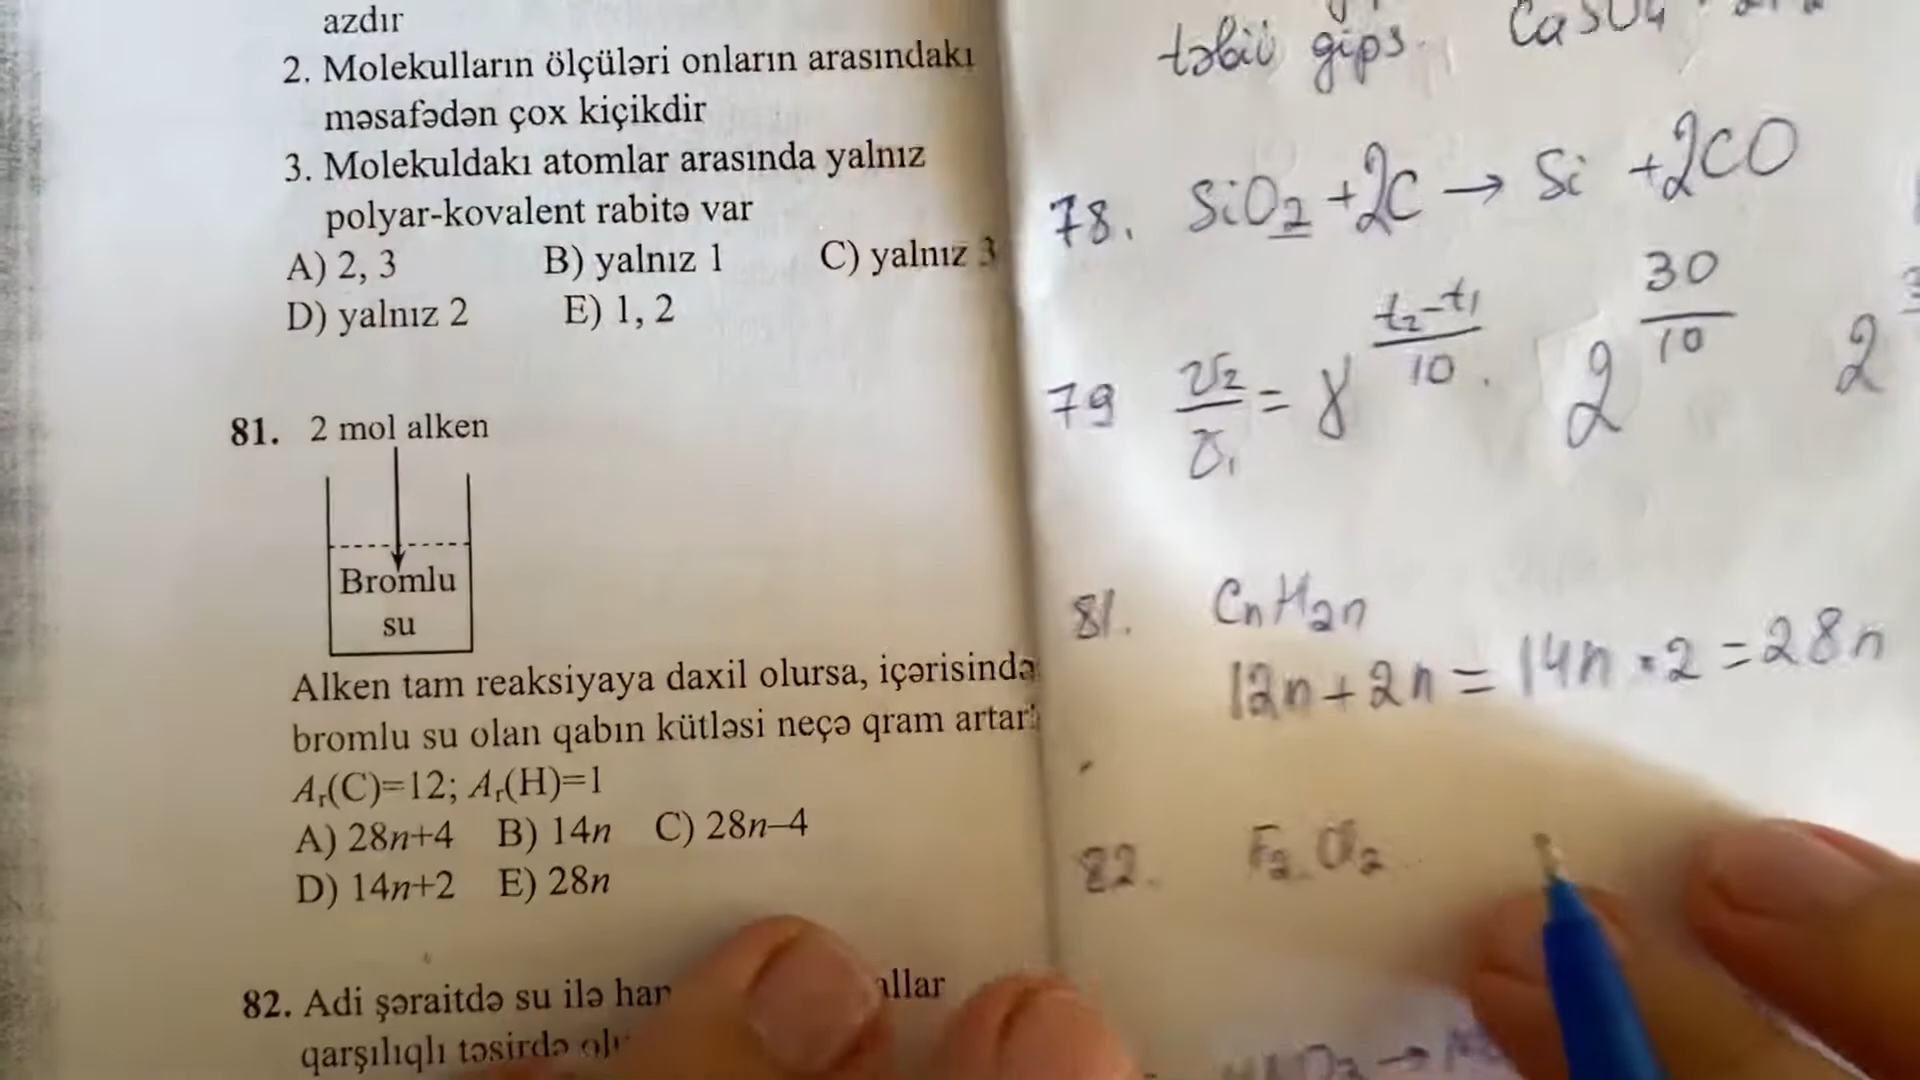 azdır
2. Molekulların ölçüləri onların arasındakı
məsafədən çox kiçikdir
3. Molekuldakı atomlar arasında yalnız
polyar-kovalent rabitə var
A) 2, 3 B) yalnız 1 C) yalnız 3
D) yalnız 2 E) 1, 2
81. 2 mol alken
Bromlu
su
Alken tam reaksiyaya daxil olursa, içərisində
bromlu su olan qabın kütləsi neçə qram artar
Aᵣ(C)=12; Aᵣ(H)=1
A) 28n+4 B) 14n C) 28n–4
D) 14n+2 E) 28n
82. Adi şəraitdə su ilə
qarşılıqlı təsirdə
təbii gips. CaSO4
78. SiO2 +2C → Si +2CO
79 v2/v1 = γ^((t2-t1)/10). 2^(30/10) 2
81. CnH2n
12n+2n = 14n · 2 = 28n
82. F2. Cl2